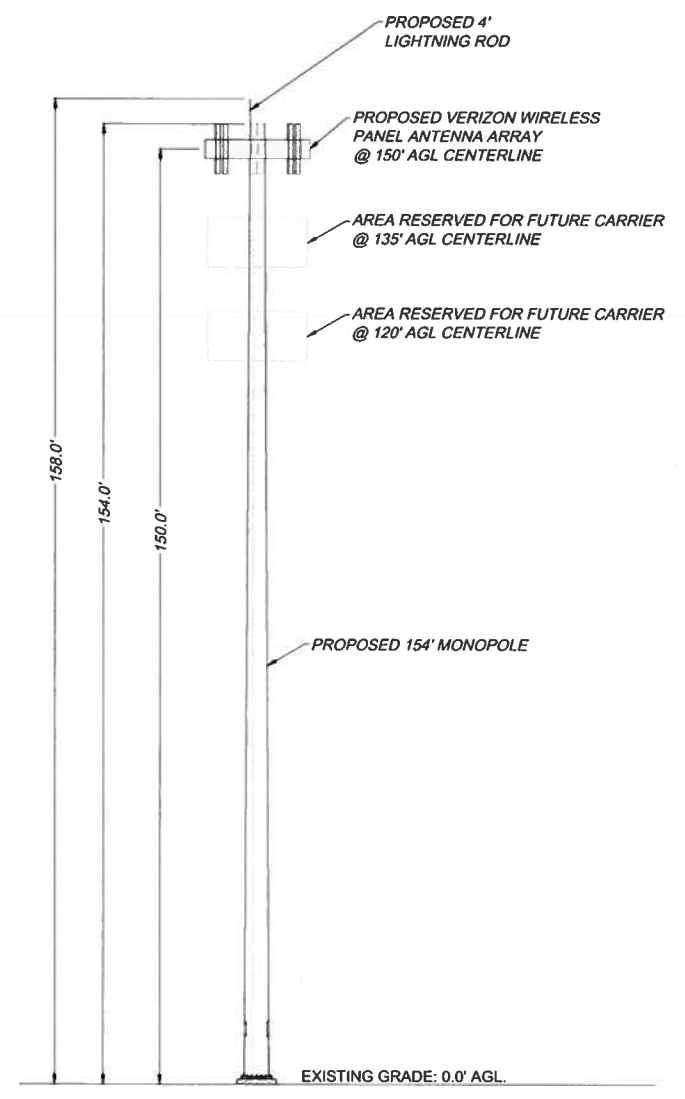 PROPOSED 4'
LIGHTNING ROD
PROPOSED VERIZON WIRELESS
PANEL ANTENNA ARRAY
@ 150' AGL CENTERLINE
AREA RESERVED FOR FUTURE CARRIER
@ 135' AGL CENTERLINE
AREA RESERVED FOR FUTURE CARRIER
@ 120' AGL CENTERLINE
158.0'
154.0'
150.0'
PROPOSED 154' MONOPOLE
EXISTING GRADE: 0.0' AGL.